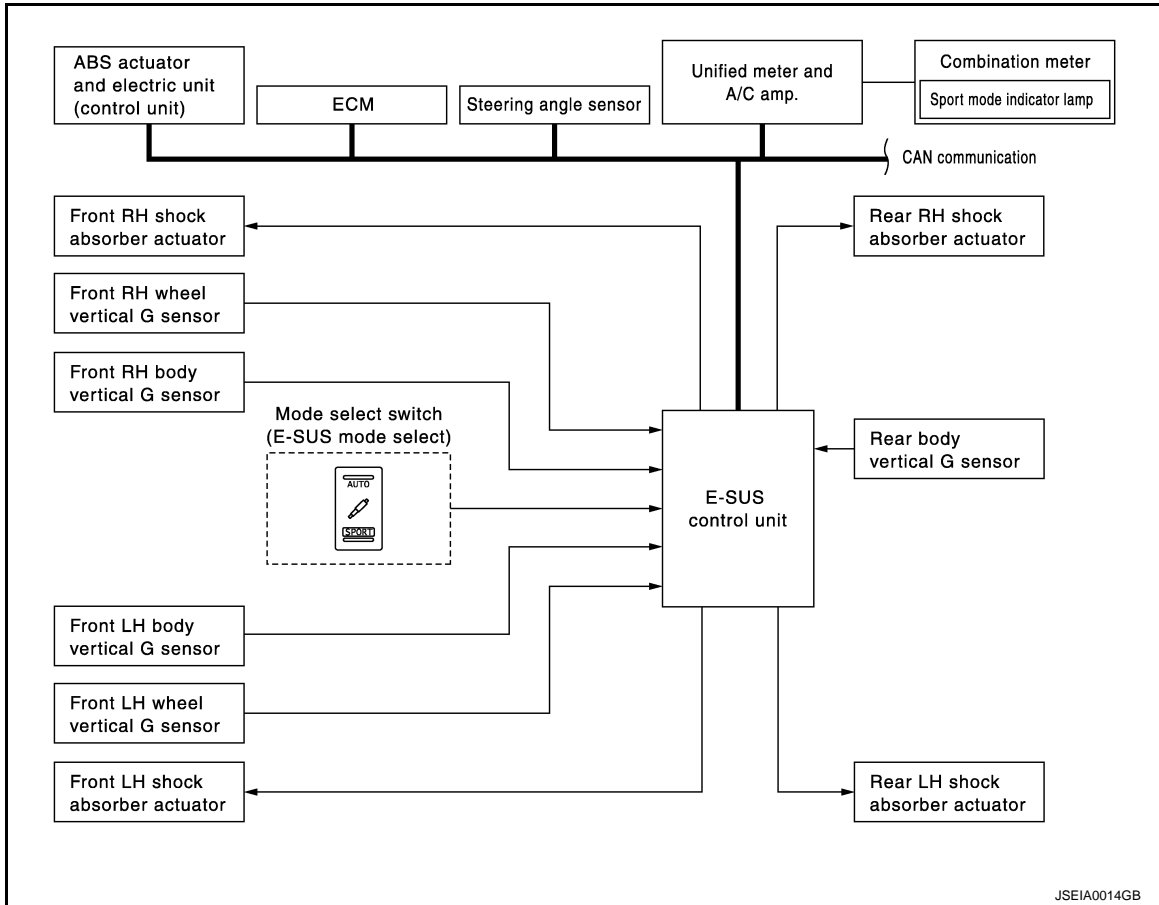 ABS actuator
and electric unit
(control unit)
ECM
Steering angle sensor
Unified meter and
A/C amp.
Combination meter
Sport mode indicator lamp
CAN communication
Front RH shock
absorber actuator
Rear RH shock
absorber actuator
Front RH wheel
vertical G sensor
Front RH body
vertical G sensor
Mode select switch
(E-SUS mode select)
AUTO
SPORT
Rear body
vertical G sensor
E-SUS
control unit
Front LH body
vertical G sensor
Front LH wheel
vertical G sensor
Front LH shock
absorber actuator
Rear LH shock
absorber actuator
JSEIA0014GB